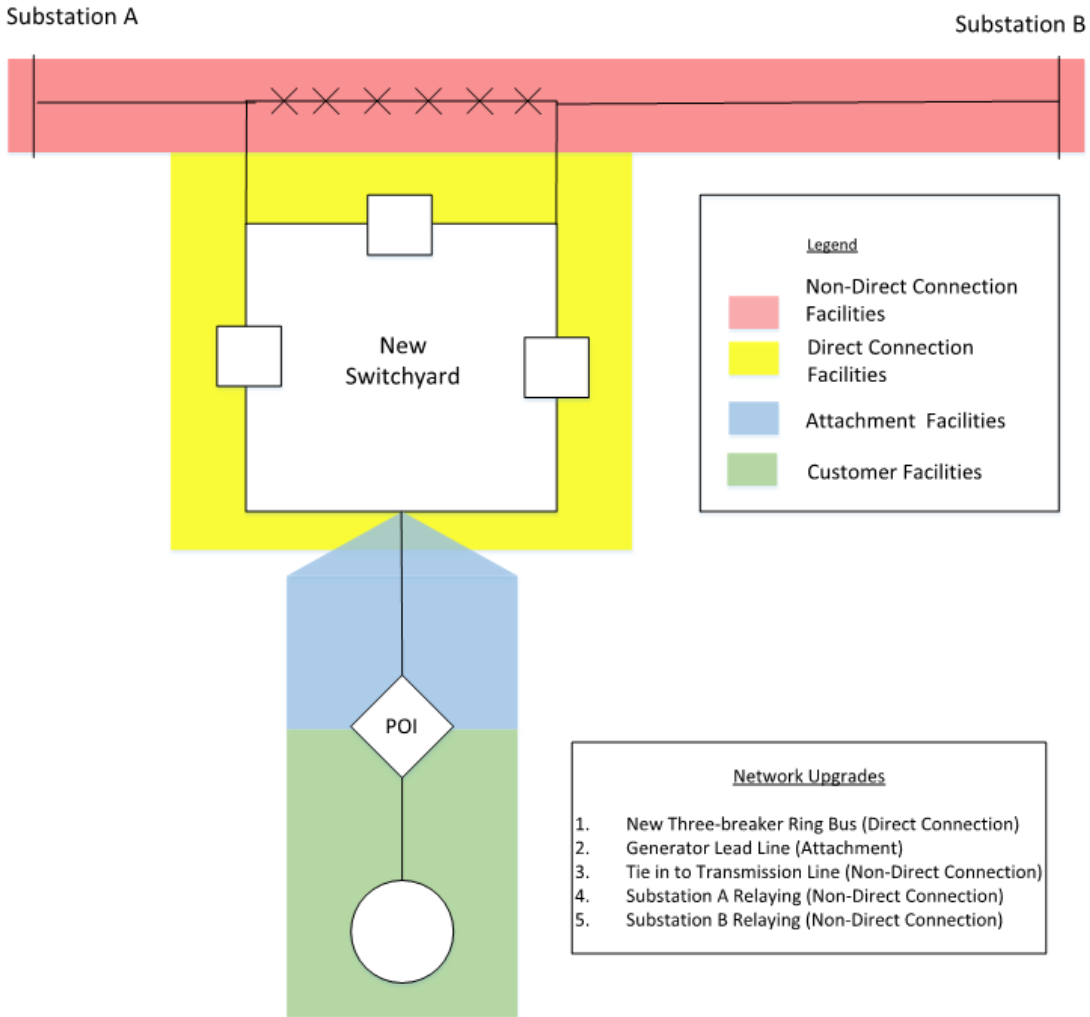 Substation A
Substation B
New
Switchyard
Legend
Non-Direct Connection
Facilities
Direct Connection
Facilities
Attachment Facilities
Customer Facilities
POI
Network Upgrades
1. New Three-breaker Ring Bus (Direct Connection)
2. Generator Lead Line (Attachment)
3. Tie in to Transmission Line (Non-Direct Connection)
4. Substation A Relaying (Non-Direct Connection)
5. Substation B Relaying (Non-Direct Connection)